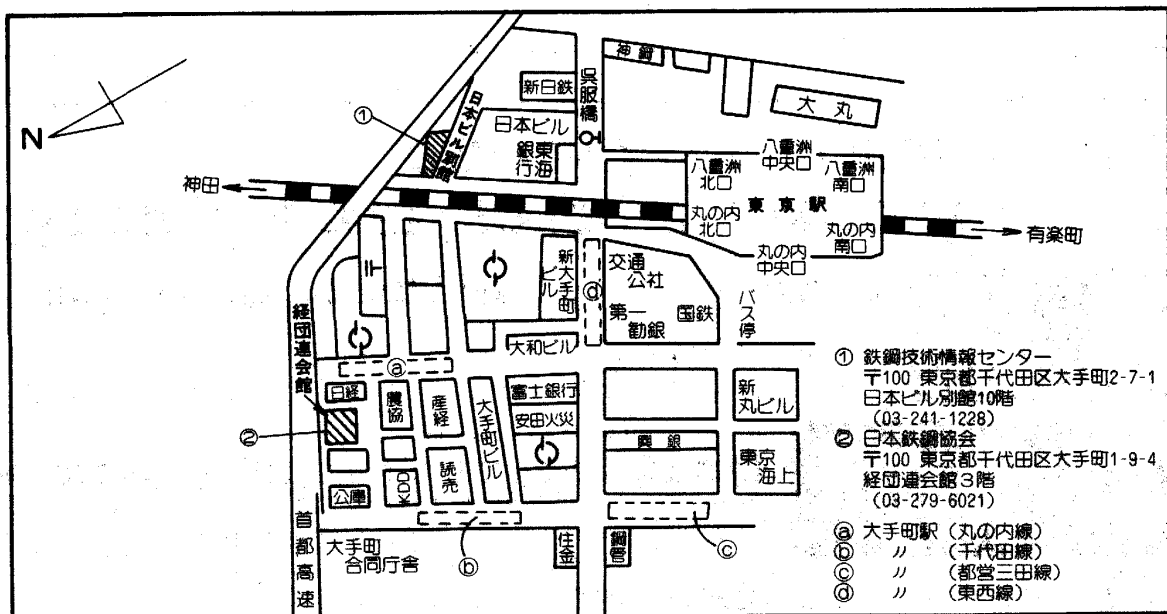 神鋼
呉服橋
新日鉄
大丸
日本ビル別館
①
日本ビル
東海
銀行
N
神田
八重洲
北口
八重洲
中央口
八重洲
南口
東京駅
丸の内
北口
丸の内
中央口
丸の内
南口
有楽町
〒
新大手町
ビル
ⓓ
交通
公社
第一
勧銀
国鉄
バス停
経団連会館
ⓐ
大和ビル
日経
農協
産経
大手町ビル
富士銀行
安田火災
新
丸ビル
②
興銀
東京
海上
公庫
KDD
読売
首都高速
大手町
合同庁舎
ⓑ
住金
鋼管
ⓒ
① 鉄鋼技術情報センター
〒100 東京都千代田区大手町2-7-1
日本ビル別館10階
(03-241-1228)
② 日本鉄鋼協会
〒100 東京都千代田区大手町1-9-4
経団連会館3階
(03-279-6021)
ⓐ 大手町駅 (丸の内線)
ⓑ 〃 (千代田線)
ⓒ 〃 (都営三田線)
ⓓ 〃 (東西線)